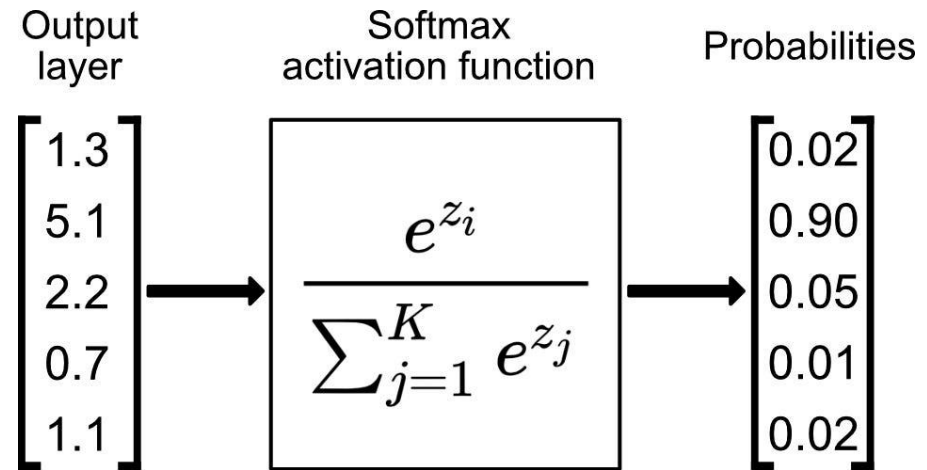 Output
layer
Softmax
activation function
Probabilities
1.3
5.1
2.2
0.7
1.1
e^{z_i}
∑_{j=1}^{K} e^{z_j}
0.02
0.90
0.05
0.01
0.02